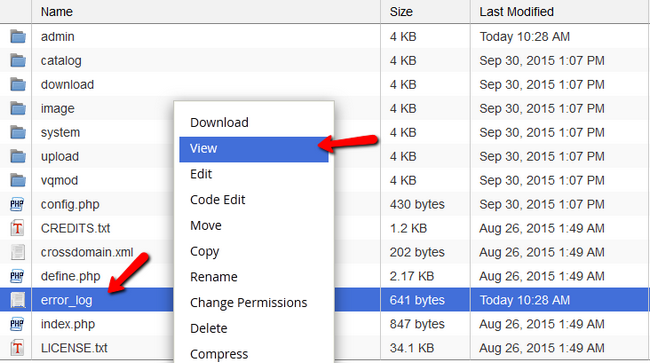 Name Size Last Modified
admin 4 KB Today 10:28 AM
catalog 4 KB Sep 30, 2015 1:07 PM
download 4 KB Sep 30, 2015 1:07 PM
image 4 KB Sep 30, 2015 1:07 PM
system 4 KB Sep 30, 2015 1:07 PM
upload 4 KB Sep 30, 2015 1:07 PM
vqmod 4 KB Sep 30, 2015 1:07 PM
PHP config.php 430 bytes Sep 30, 2015 1:07 PM
T CREDITS.txt 1.2 KB Aug 26, 2015 1:49 AM
crossdomain.xml 202 bytes Aug 26, 2015 1:49 AM
PHP define.php 2.17 KB Aug 26, 2015 1:49 AM
error_log 641 bytes Today 10:28 AM
PHP index.php 847 bytes Aug 26, 2015 1:49 AM
T LICENSE.txt 34.1 KB Aug 26, 2015 1:49 AM
Download
View
Edit
Code Edit
Move
Copy
Rename
Change Permissions
Delete
Compress